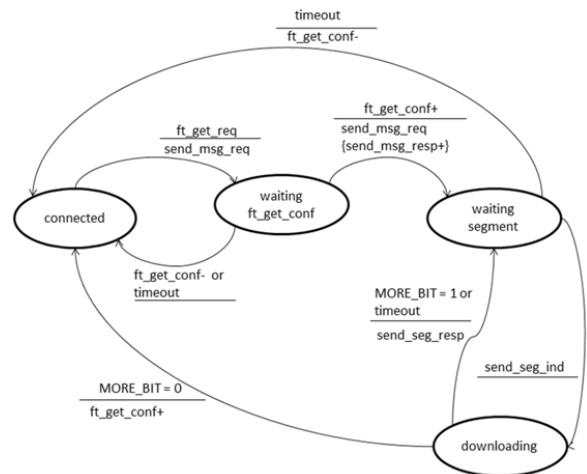 timeout
ft_get_conf-
ft_get_req
send_msg_req
ft_get_conf+
send_msg_req
{send_msg_resp+}
connected
waiting
ft_get_conf
waiting
segment
ft_get_conf- or
timeout
MORE_BIT = 1 or
timeout
send_seg_resp
send_seg_ind
MORE_BIT = 0
ft_get_conf+
downloading